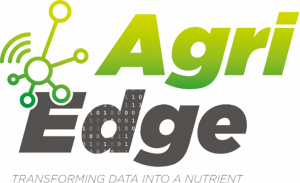 Agri
Edge
TRANSFORMING DATA INTO A NUTRIENT